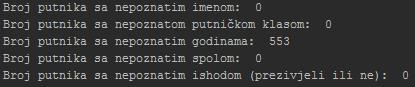 Broj putnika sa nepoznatim imenom:  0
Broj putnika sa nepoznatom putničkom klasom:  0
Broj putnika sa nepoznatim godinama:  553
Broj putnika sa nepoznatim spolom:  0
Broj putnika sa nepoznatim ishodom (prezivjeli ili ne):  0